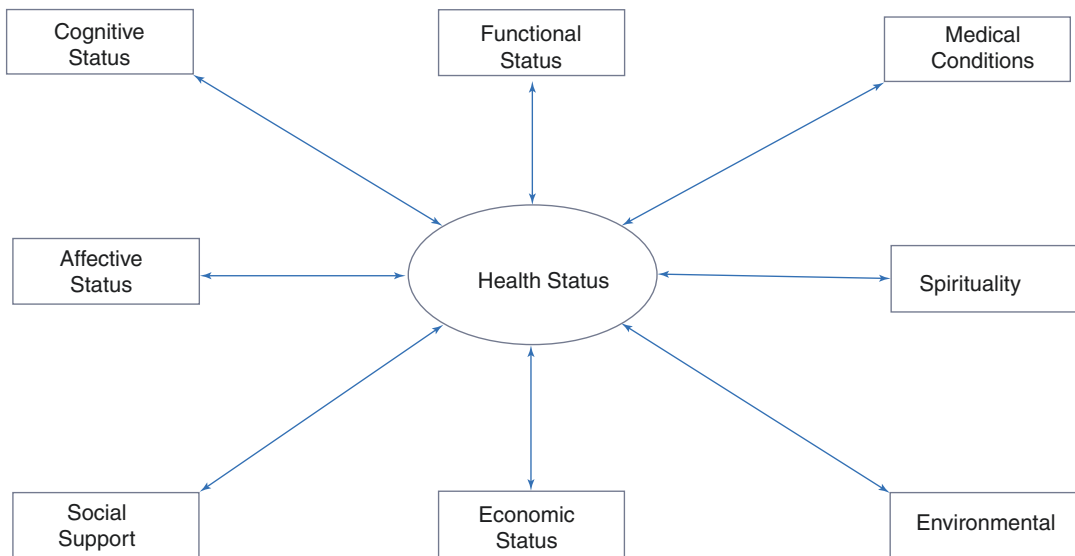 Cognitive
Status
Functional
Status
Medical
Conditions
Affective
Status
Health Status
Spirituality
Social
Support
Economic
Status
Environmental